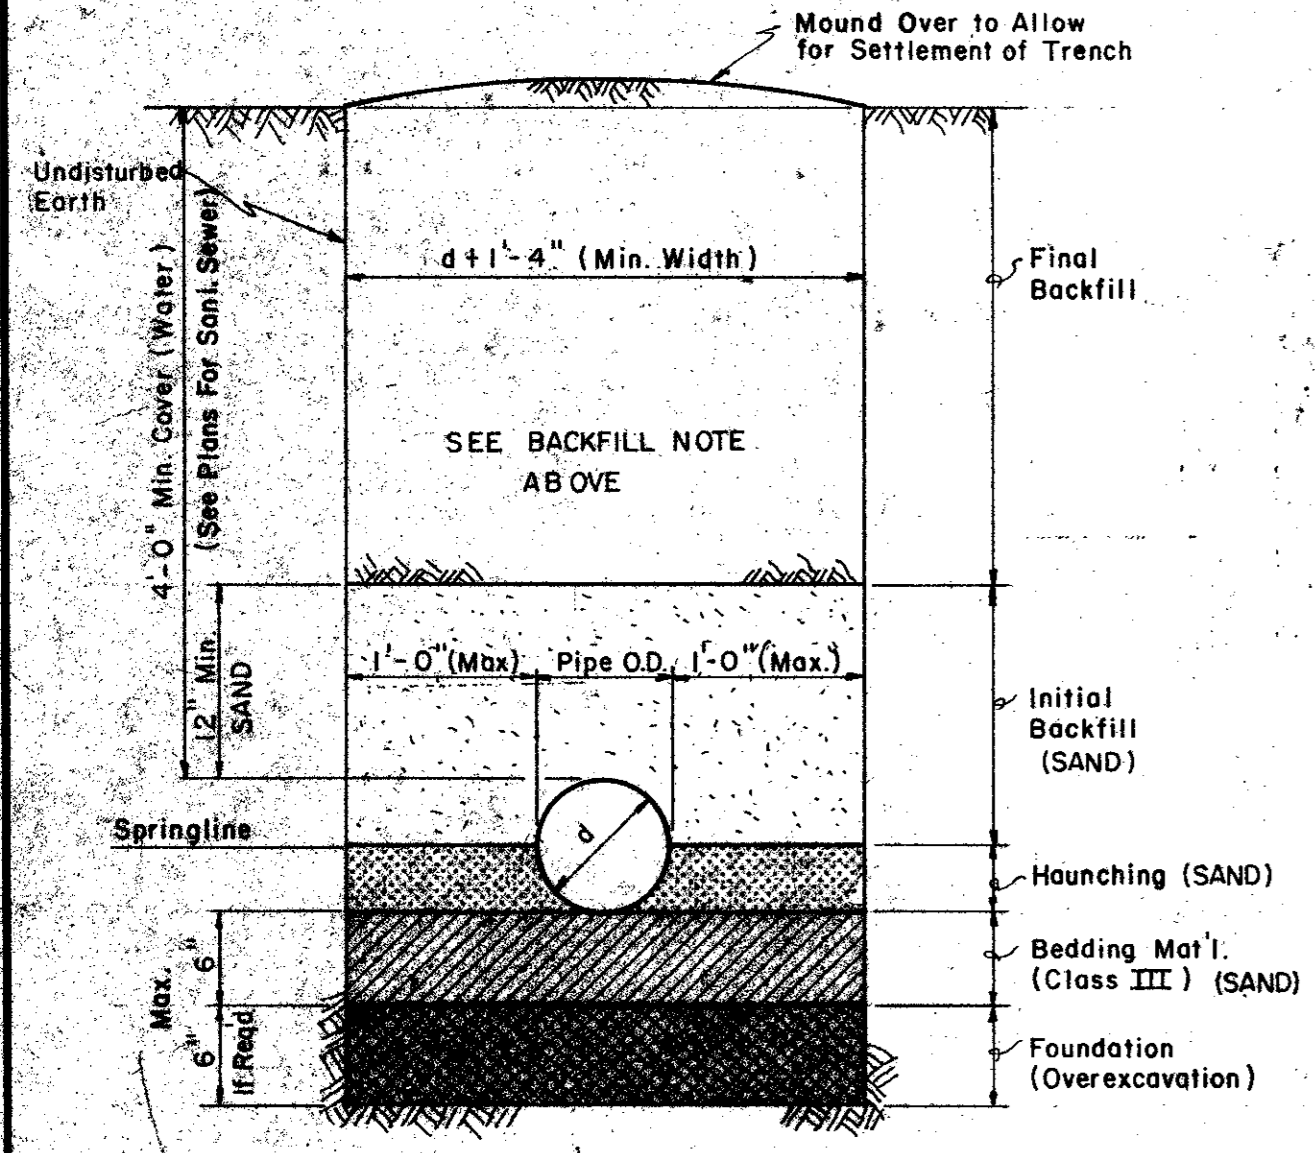 Mound Over to Allow
for Settlement of Trench
Undisturbed
Earth
4'-0" Min. Cover (Water)
(See Plans For Sani. Sewer)
d + 1'-4" (Min. Width)
Final
Backfill
SEE BACKFILL NOTE
ABOVE
12" Min.
SAND
1'-0" (Max)
Pipe O.D.
1'-0" (Max.)
Initial
Backfill
(SAND)
Springline
d
Haunching (SAND)
6"
Bedding Mat'l.
(Class III) (SAND)
Max.
6"
If Req'd
Foundation
(Overexcavation)